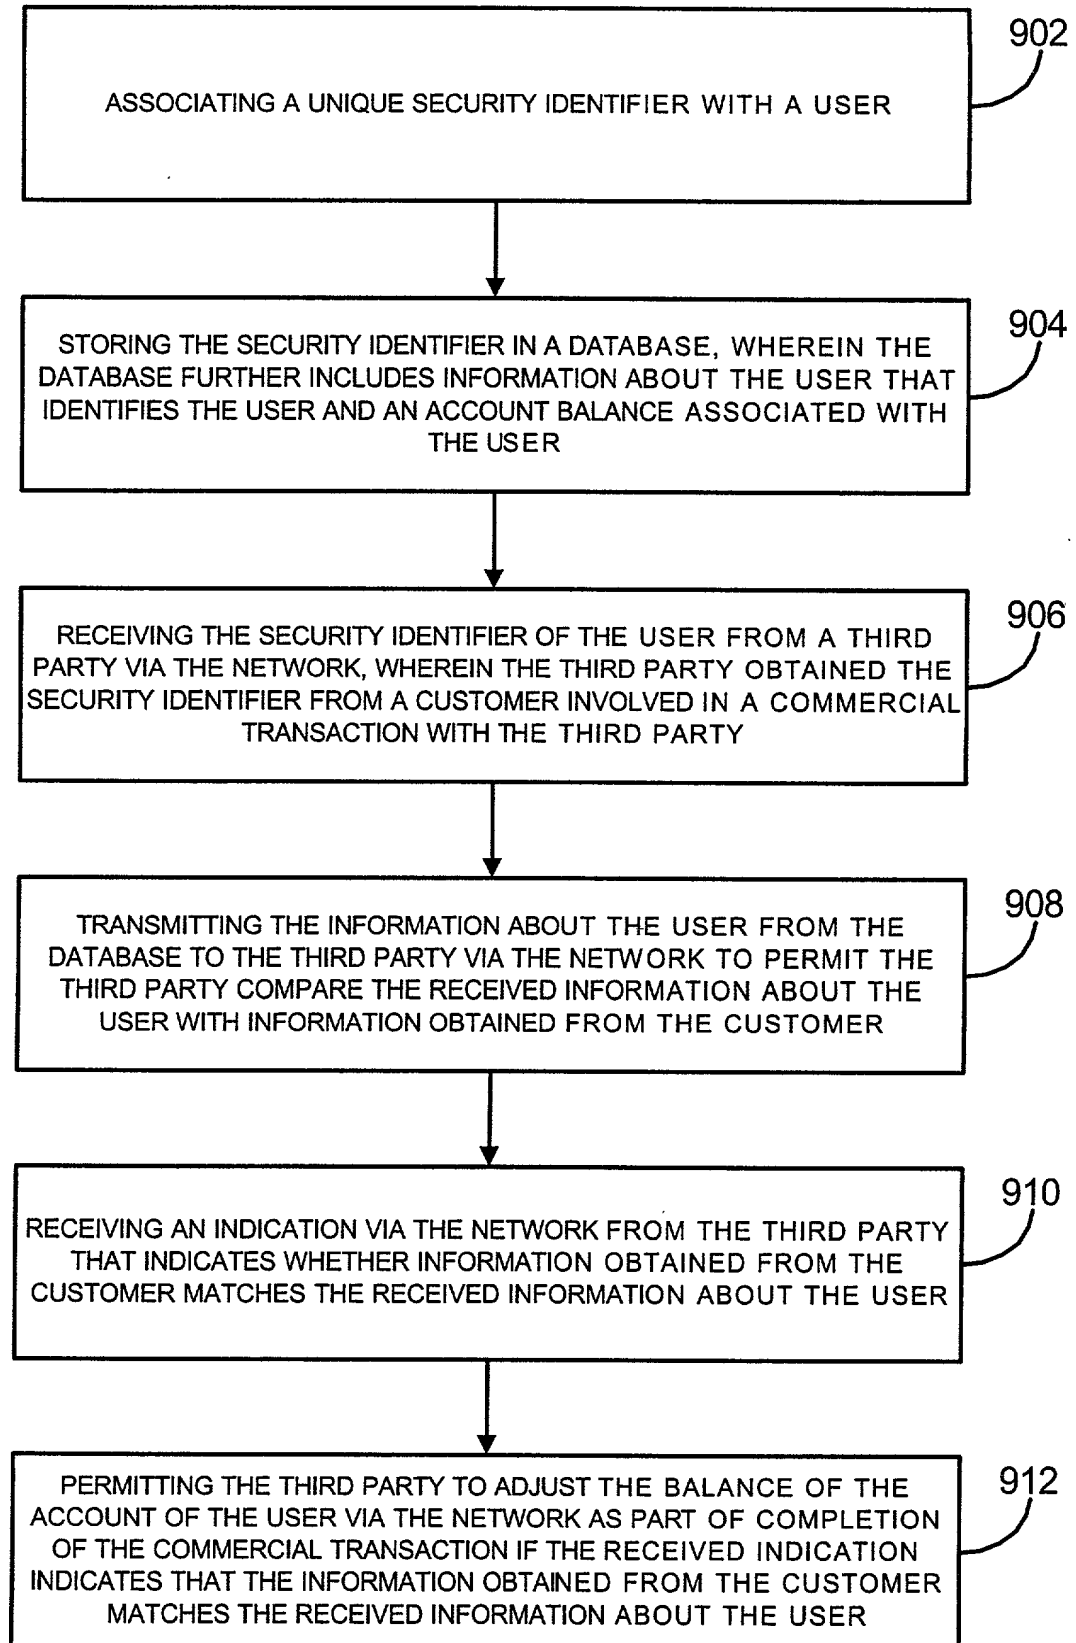 902
ASSOCIATING A UNIQUE SECURITY IDENTIFIER WITH A USER
904
STORING THE SECURITY IDENTIFIER IN A DATABASE, WHEREIN THE
DATABASE FURTHER INCLUDES INFORMATION ABOUT THE USER THAT
IDENTIFIES THE USER AND AN ACCOUNT BALANCE ASSOCIATED WITH
THE USER
906
RECEIVING THE SECURITY IDENTIFIER OF THE USER FROM A THIRD
PARTY VIA THE NETWORK, WHEREIN THE THIRD PARTY OBTAINED THE
SECURITY IDENTIFIER FROM A CUSTOMER INVOLVED IN A COMMERCIAL
TRANSACTION WITH THE THIRD PARTY
908
TRANSMITTING THE INFORMATION ABOUT THE USER FROM THE
DATABASE TO THE THIRD PARTY VIA THE NETWORK TO PERMIT THE
THIRD PARTY COMPARE THE RECEIVED INFORMATION ABOUT THE
USER WITH INFORMATION OBTAINED FROM THE CUSTOMER
910
RECEIVING AN INDICATION VIA THE NETWORK FROM THE THIRD PARTY
THAT INDICATES WHETHER INFORMATION OBTAINED FROM THE
CUSTOMER MATCHES THE RECEIVED INFORMATION ABOUT THE USER
912
PERMITTING THE THIRD PARTY TO ADJUST THE BALANCE OF THE
ACCOUNT OF THE USER VIA THE NETWORK AS PART OF COMPLETION
OF THE COMMERCIAL TRANSACTION IF THE RECEIVED INDICATION
INDICATES THAT THE INFORMATION OBTAINED FROM THE CUSTOMER
MATCHES THE RECEIVED INFORMATION ABOUT THE USER